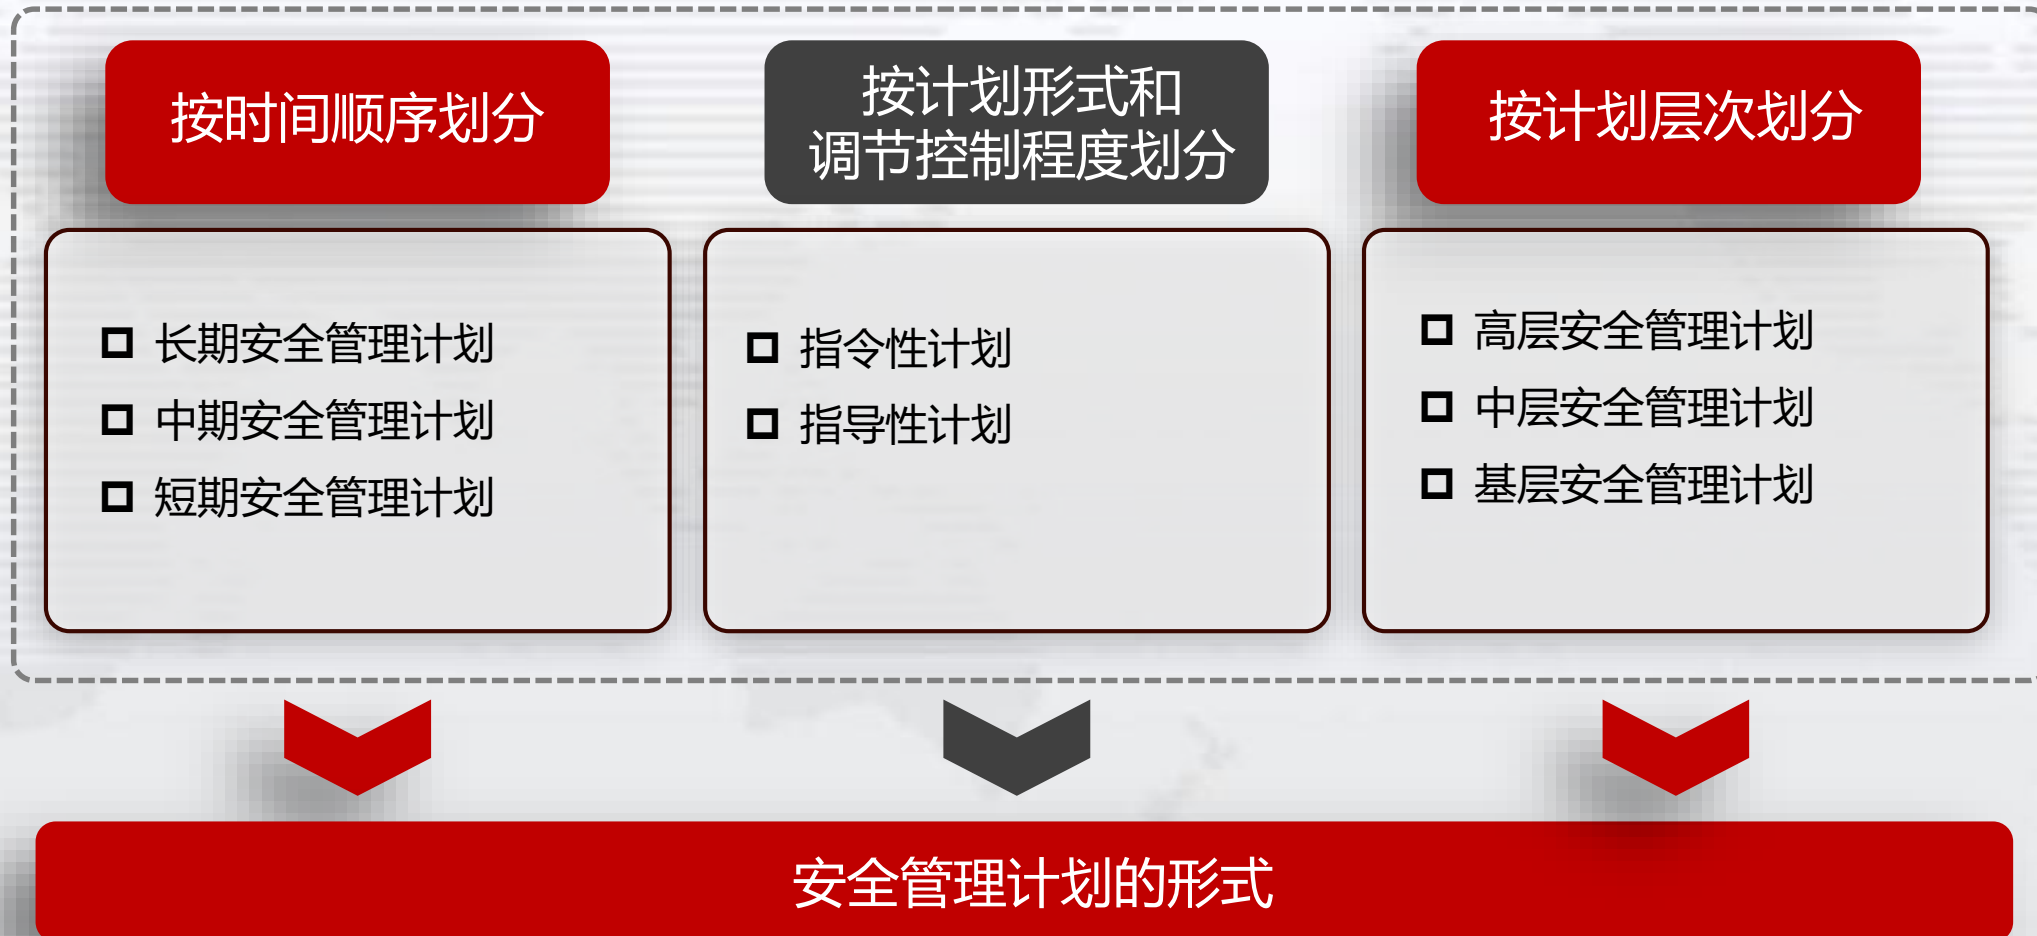 按时间顺序划分
长期安全管理计划
中期安全管理计划
短期安全管理计划
按计划形式和
调节控制程度划分
指令性计划
指导性计划
按计划层次划分
高层安全管理计划
中层安全管理计划
基层安全管理计划
安全管理计划的形式